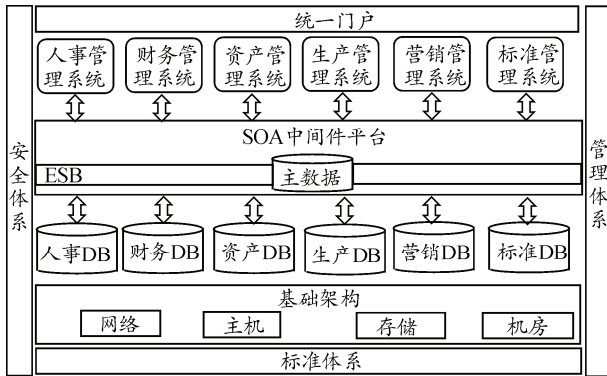 统一门户
人事管
理系统
财务管
理系统
资产管
理系统
生产管
理系统
营销管
理系统
标准管
理系统
SOA中间件平台
ESB
主数据
人事DB
财务DB
资产DB
生产DB
营销DB
标准DB
基础架构
网络
主机
存储
机房
标准体系
安全体系
管理体系